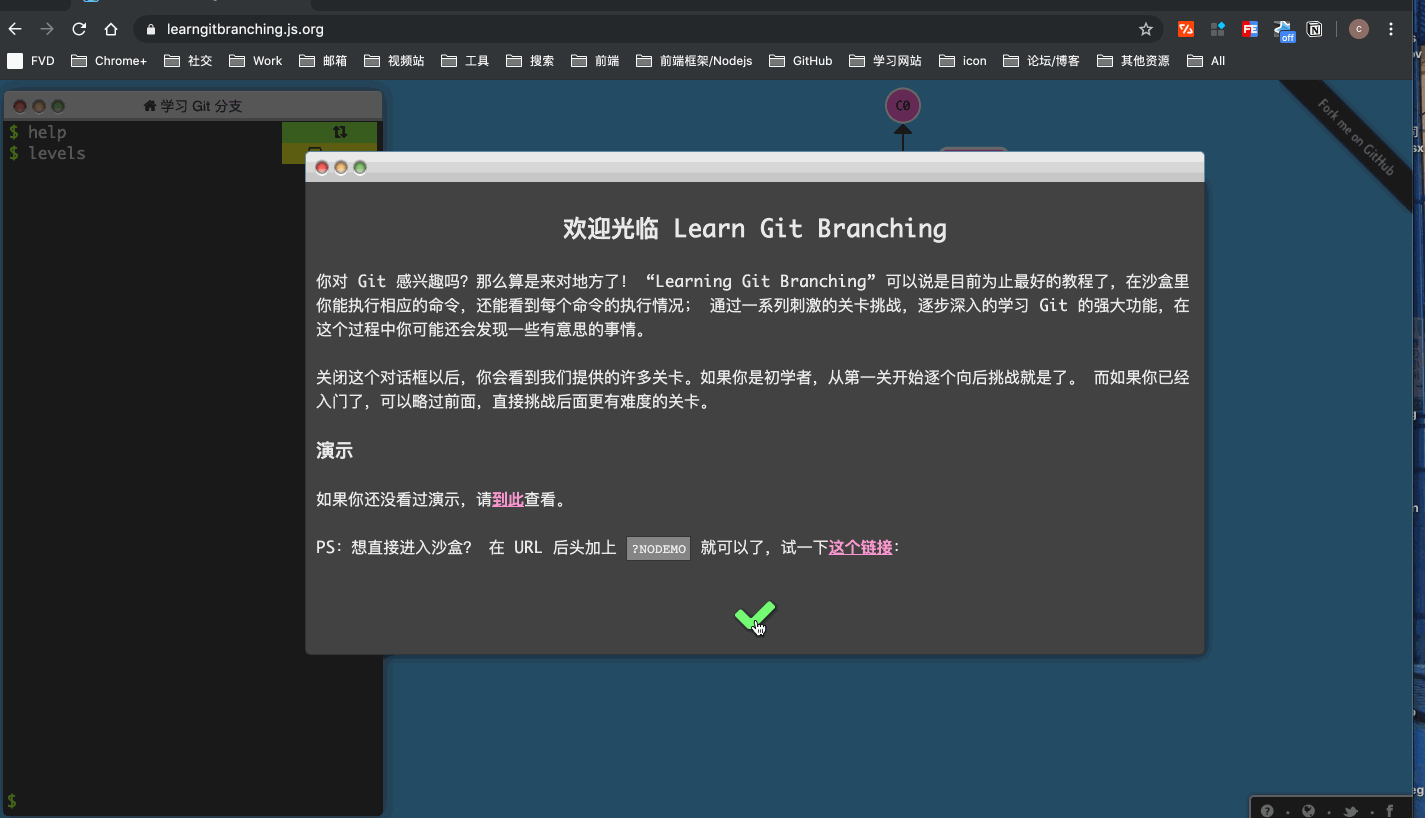 learngitbranching.js.org
off
C
FVD Chrome+ 社交 Work 邮箱 视频站 工具 搜索 前端 前端框架/Nodejs GitHub 学习网站 icon 论坛/博客 其他资源 All
学习 Git 分支
$ help
$ levels
C0
Fork me on GitHub
欢迎光临 Learn Git Branching
你对 Git 感兴趣吗？那么算是来对地方了！ “Learning Git Branching” 可以说是目前为止最好的教程了，在沙盒里
你能执行相应的命令，还能看到每个命令的执行情况； 通过一系列刺激的关卡挑战，逐步深入的学习 Git 的强大功能，在
这个过程中你可能还会发现一些有意思的事情。
关闭这个对话框以后，你会看到我们提供的许多关卡。如果你是初学者，从第一关开始逐个向后挑战就是了。 而如果你已经
入门了，可以略过前面，直接挑战后面更有难度的关卡。
演示
如果你还没看过演示，请到此查看。
PS：想直接进入沙盒？ 在 URL 后头加上 ?NODEMO 就可以了，试一下这个链接：
$